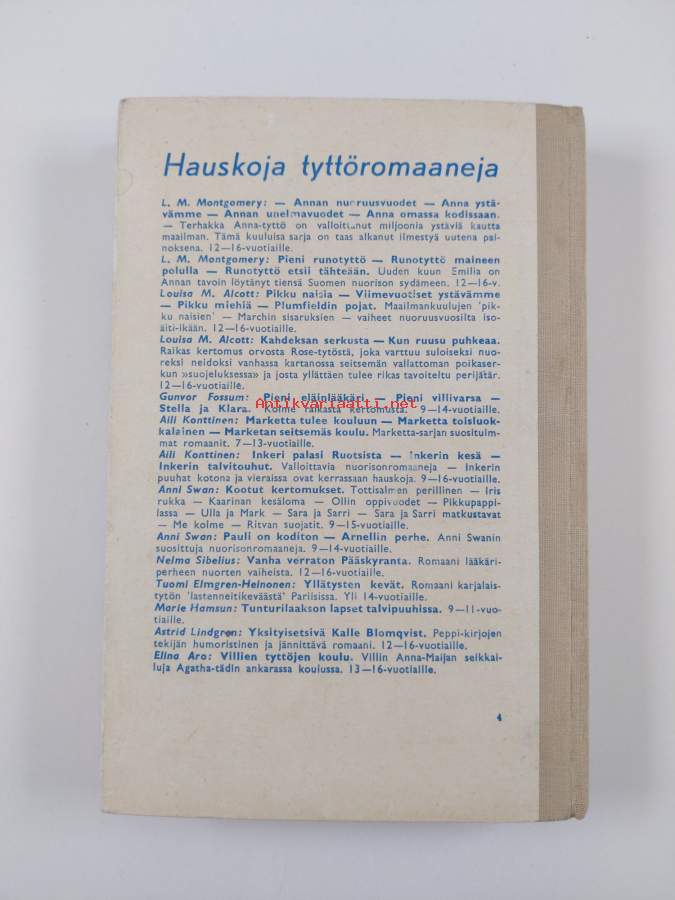 Hauskoja tyttöromaaneja
L. M. Montgomery: — Annan nuoruusvuodet — Anna ystä-
vämme — Annan unelmavuodet — Anna omassa kodissaan.
— Terhakka Anna-tyttö on valloittanut miljoonia ystäviä kautta
maailman. Tämä kuuluisa sarja on taas alkanut ilmestyä uutena pai-
noksena. 12—16-vuotiaille.
L. M. Montgomery: Pieni runotyttö — Runotyttö maineen
polulla — Runotyttö etsii tähteään. Uuden kuun Emilia on
Annan tavoin löytänyt tiensä Suomen nuorison sydämeen. 12—16-v.
Louisa M. Alcott: Pikku naisia — Viimevuotiset ystävämme
— Pikku miehiä — Plumfieldin pojat. Maailmankuulujen 'pik-
ku naisien' — Marchin sisaruksien — vaiheet nuoruusvuosilta iso-
äiti-ikään. 12—16-vuotiaille.
Louisa M. Alcott: Kahdeksan serkusta — Kun ruusu puhkeaa.
Raikas kertomus orvosta Rose-tytöstä, joka varttuu suloiseksi nuo-
reksi neidoksi vanhassa kartanossa seitsemän vallattoman poikaser-
kun »suojeluksessa» ja josta yllättäen tulee rikas tavoiteltu perijätär.
12—16-vuotiaille.
Gunvor Fossum: Pieni eläinlääkäri — Pieni villivarsa —
Stella ja Klara. Kolme raikasta kertomusta. 9—14-vuotiaille.
Antikvariaatti.net
Aili Konttinen: Marketta tulee kouluun — Marketta toisluok-
kalainen — Marketan seitsemäs koulu. Marketta-sarjan suosituim-
mat romaanit. 7—13-vuotiaille.
Aili Konttinen: Inkeri palasi Ruotsista — Inkerin kesä —
Inkerin talvitouhut. Valloittavia nuorisonromaaneja — Inkerin
puuhat kotona ja vieraissa ovat kerrassaan hauskoja. 9—16-vuotiaille.
Anni Swan: Kootut kertomukset. Tottisalmen perillinen — Iris
rukka — Kaarinan kesäloma — Ollin oppivuodet — Pikkupappi-
lassa — Ulla ja Mark — Sara ja Sarri — Sara ja Sarri matkustavat
— Me kolme — Ritvan suojatit. 9—15-vuotiaille.
Anni Swan: Pauli on koditon — Arnellin perhe. Anni Swanin
suosittuja nuorisonromaaneja. 9—14-vuotiaille.
Nelma Sibelius: Vanha verraton Pääskyranta. Romaani lääkäri-
perheen nuorten vaiheista. 12—16-vuotiaille.
Tuomi Elmgren-Heinonen: Yllätysten kevät. Romaani karjalais-
tytön 'lastenneitikeväästä' Pariisissa. Yli 14-vuotiaille.
Marie Hamsun: Tunturilaakson lapset talvipuuhissa. 9—11-vuo-
tiaille.
Astrid Lindgren: Yksityisetsivä Kalle Blomqvist. Peppi-kirjojen
tekijän humoristinen ja jännittävä romaani. 12—16-vuotiaille.
Elina Aro: Villien tyttöjen koulu. Villin Anna-Maijan seikkai-
luja Agatha-tädin ankarassa koulussa. 13—16-vuotiaille.
4